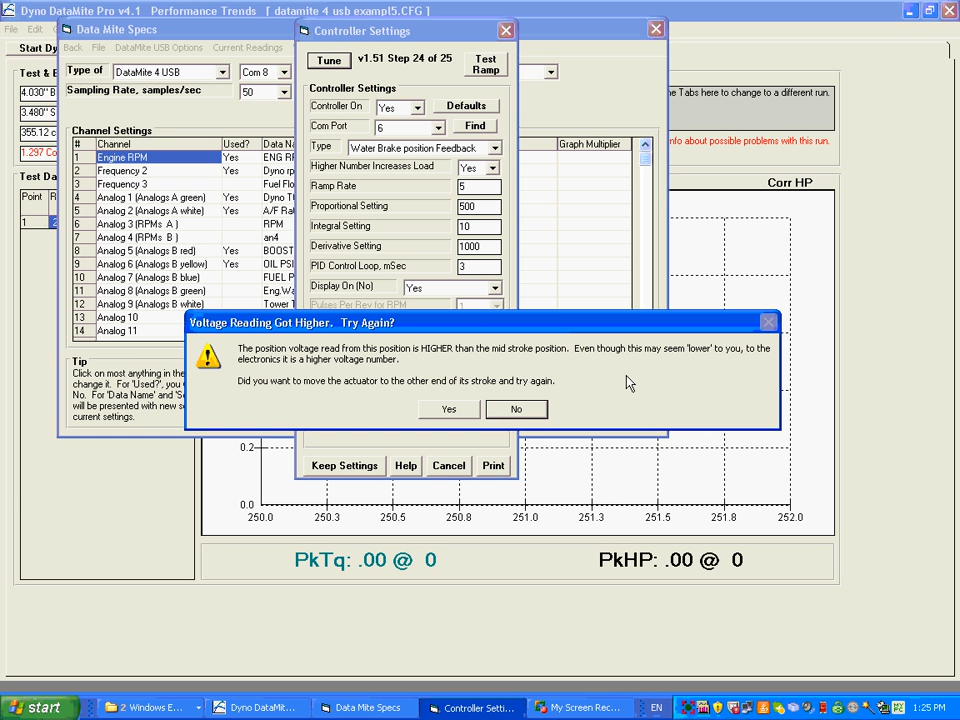 Dyno DataMite Pro v4.1 Performance Trends [ datamite 4 usb exampl5.CFG ]
File Edit
Start Dy
Data Mite Specs
Back File DataMite USB Options Current Readings
Type of DataMite 4 USB Com 8
Sampling Rate, samples/sec 50
Channel Settings
# Channel Used? Data Na
1 Engine RPM Yes ENG RF
2 Frequency 2 Yes Dyno rp
3 Frequency 3 Fuel Flo
4 Analog 1 (Analogs A green) Yes Dyno TC
5 Analog 2 (Analogs A white) Yes A/F Rat
6 Analog 3 (RPMs A ) RPM
7 Analog 4 (RPMs B ) an4
8 Analog 5 (Analogs B red) Yes BOOST
9 Analog 6 (Analogs B yellow) Yes OIL PSI
10 Analog 7 (Analogs B blue) FUEL P
11 Analog 8 (Analogs B green) Eng.Wa
12 Analog 9 (Analogs B white) Tower T
13 Analog 10
14 Analog 11
Graph Multiplier
Tip
Click on most anything in the
change it. For 'Used?', you
No. For 'Data Name' and 'Se
will be presented with new se
current settings.
Test & E
4.030" B
3.480" S
355.12 c
1.297 Co
Test Da
Point R
1 2
Controller Settings
Tune v1.51 Step 24 of 25 Test Ramp
Controller Settings
Controller On Yes Defaults
Com Port 6 Find
Type Water Brake position Feedback
Higher Number Increases Load Yes
Ramp Rate 5
Proportional Setting 500
Integral Setting 10
Derivative Setting 1000
PID Control Loop, mSec 3
Display On (No) Yes
Pulses Per Rev for RPM 1
Keep Settings Help Cancel Print
Voltage Reading Got Higher. Try Again?
The position voltage read from this position is HIGHER than the mid stroke position. Even though this may seem 'lower' to you, to the
electronics it is a higher voltage number.
Did you want to move the actuator to the other end of its stroke and try again.
Yes No
he Tabs here to change to a different run.
nfo about possible problems with this run.
Corr HP
0.2
0.0
250.0 250.3 250.5 250.8 251.0 251.3 251.5 251.8 252.0
PkTq: .00 @ 0 PkHP: .00 @ 0
start 2 Windows E... Dyno DataMit... Data Mite Specs Controller Setti... My Screen Rec... EN 1:25 PM